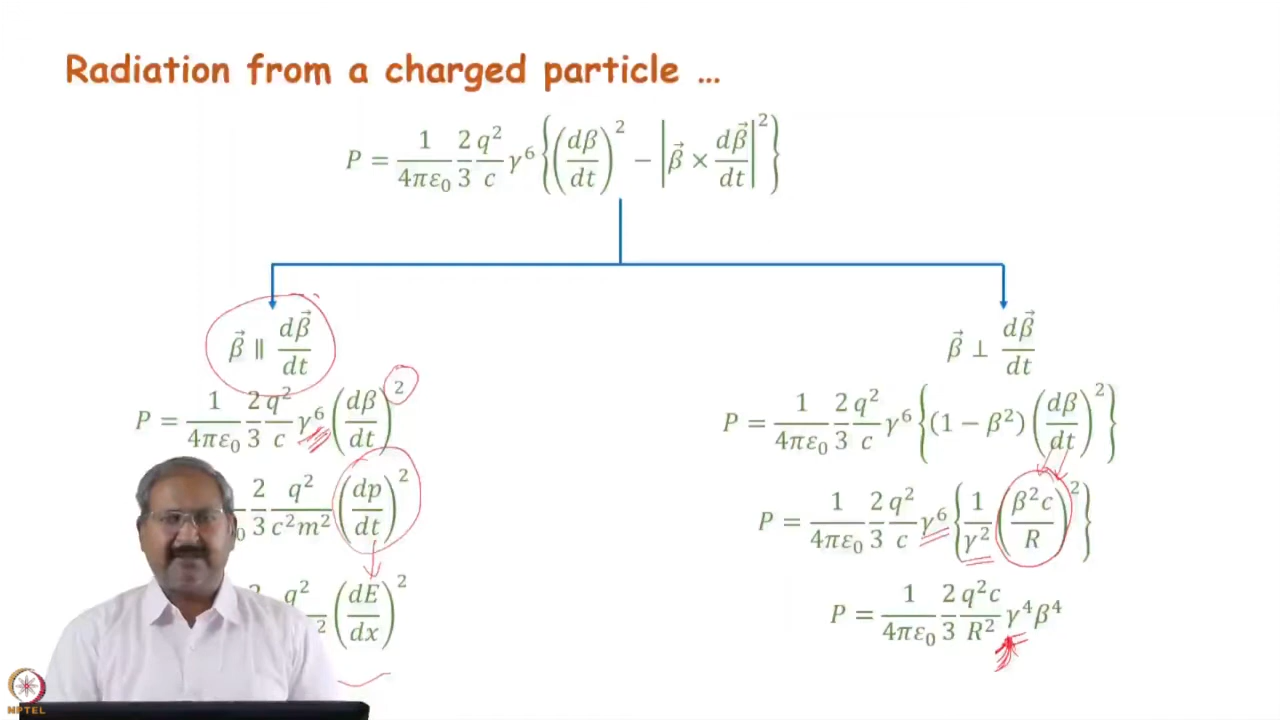 Radiation from a charged particle ...
P = 1/4πε₀ 2/3 q²/c γ⁶ {(dβ/dt)² − |β⃗ × dβ⃗/dt|²}
β⃗ ∥ dβ⃗/dt
β⃗ ⊥ dβ⃗/dt
P = 1/4πε₀ 2/3 q²/c γ⁶ (dβ/dt)²
P = 1/4πε₀ 2/3 q²/c γ⁶ {(1 − β²) (dβ/dt)²}
₀ 2/3 q²/c²m² (dp/dt)²
P = 1/4πε₀ 2/3 q²/c γ⁶ {1/γ² (β²c/R)²}
q² (dE/dx)²
P = 1/4πε₀ 2/3 q²c/R² γ⁴β⁴
NPTEL